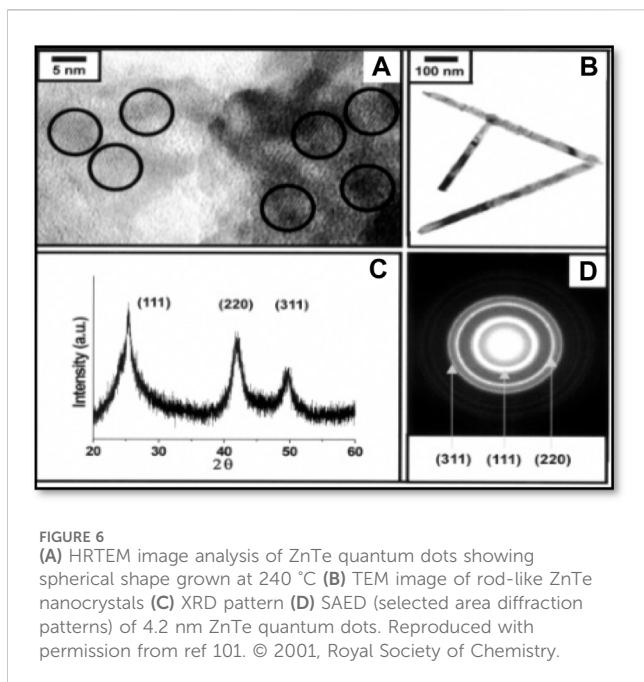 5 nm
A
100 nm
B
C
(111) (220) (311)
Intensity (a.u.)
20 30 40 50 60
2θ
D
(311) (111) (220)
FIGURE 6
(A) HRTEM image analysis of ZnTe quantum dots showing
spherical shape grown at 240 °C (B) TEM image of rod-like ZnTe
nanocrystals (C) XRD pattern (D) SAED (selected area diffraction
patterns) of 4.2 nm ZnTe quantum dots. Reproduced with
permission from ref 101. © 2001, Royal Society of Chemistry.